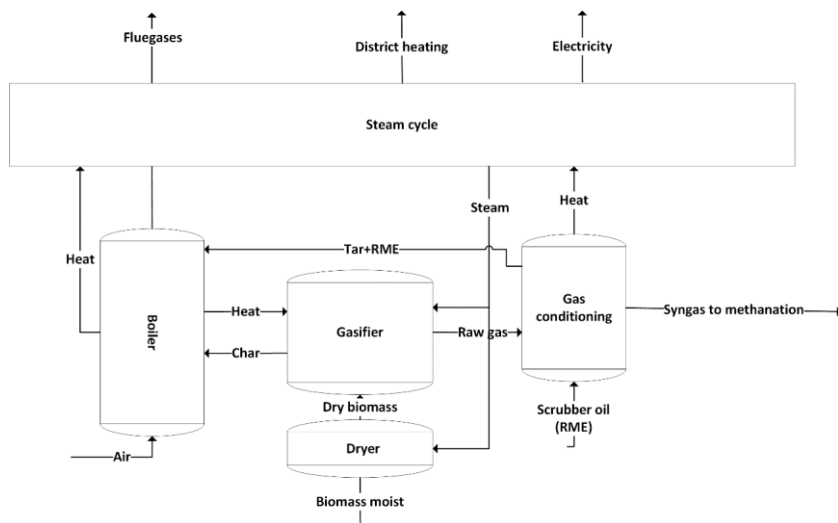 Fluegases
District heating
Electricity
Steam cycle
Steam
Heat
Heat
Tar+RME
Boiler
Heat
Gasifier
Char
Raw gas
Gas
conditioning
Syngas to methanation
Dry biomass
Scrubber oil
(RME)
Dryer
Air
Biomass moist